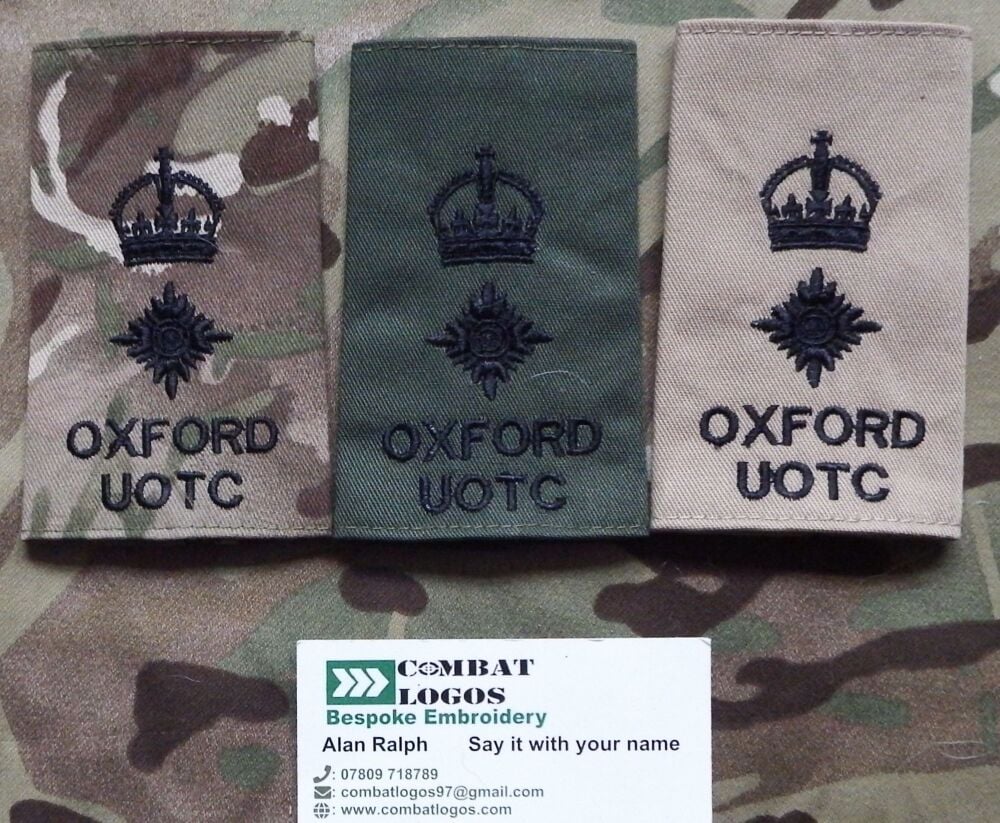 OXFORD
UOTC
OXFORD
UOTC
OXFORD
UOTC
COMBAT
LOGOS
Bespoke Embroidery
Alan Ralph Say it with your name
: 07809 718789
: combatlogos97@gmail.com
: www.combatlogos.com